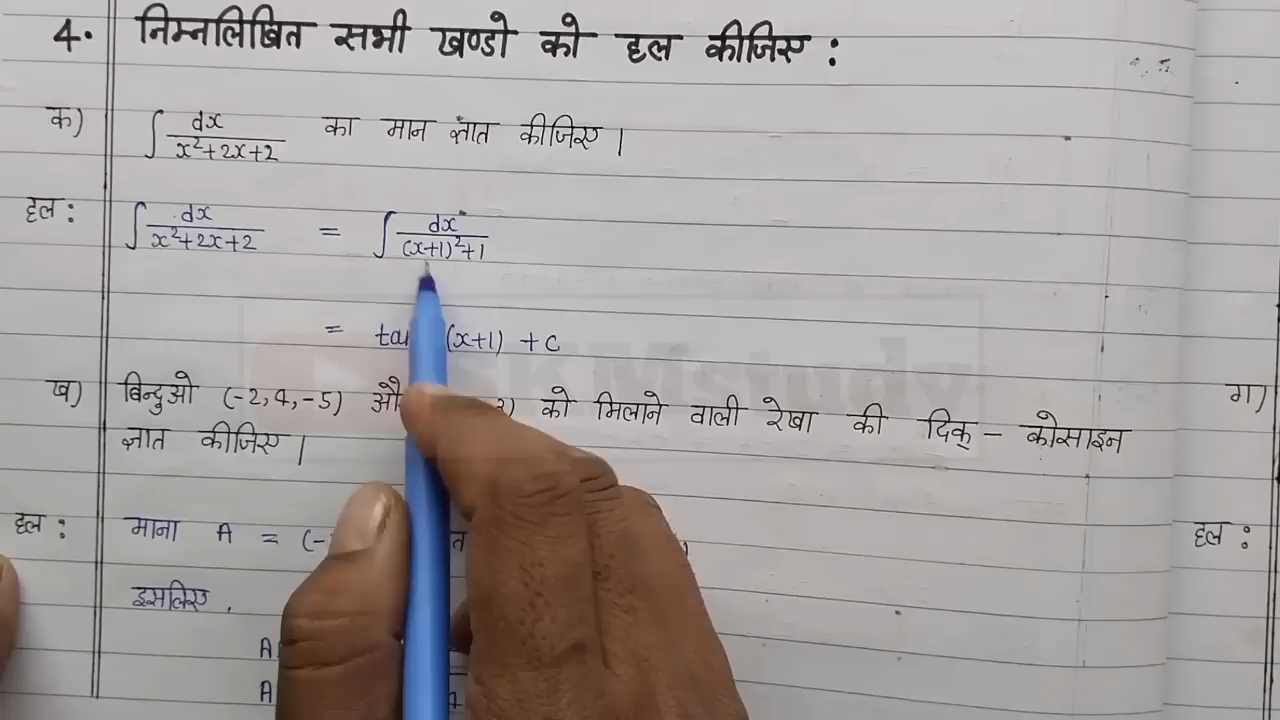 4. निम्नलिखित सभी खण्डो को हल कीजिए :
क) ∫ dx / x²+2x+2 का मान ज्ञात कीजिए ।
हल : ∫ dx / x²+2x+2 = ∫ dx / (x+1)²+1
= (x+1) + c
ख) बिन्दुओ (-2,4,-5) को मिलाने वाली रेखा की दिक् - कोसाइन
ज्ञात कीजिए ।
हल : माना A =
इसलिए ,
A
A
ग)
हल :
SKMstudy